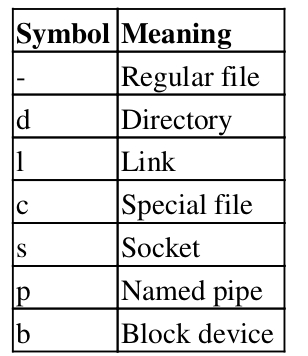 Symbol Meaning
- Regular file
d Directory
l Link
c Special file
s Socket
p Named pipe
b Block device